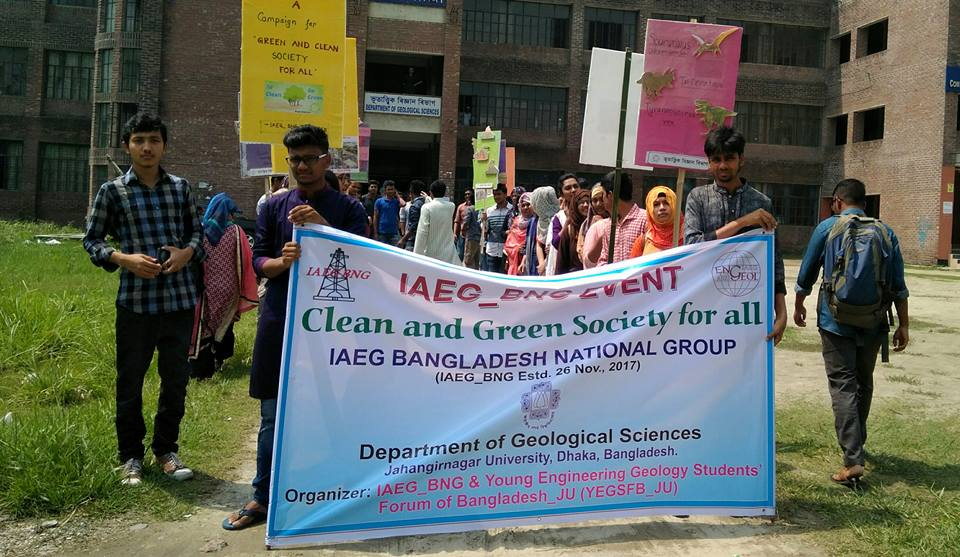 A
Campaign for
"GREEN AND CLEAN
SOCIETY
FOR ALL"
ভূতাত্ত্বিক বিজ্ঞান বিভাগ
DEPARTMENT OF GEOLOGICAL SCIENCES
IAEG_BNG
IAEG_BNG EVENT
ENGEOL
Clean and Green Society for all
IAEG BANGLADESH NATIONAL GROUP
(IAEG_BNG Estd. 26 Nov., 2017)
Department of Geological Sciences
Jahangirnagar University, Dhaka, Bangladesh.
Organizer: IAEG_BNG & Young Engineering Geology Students'
Forum of Bangladesh_JU (YEGSFB_JU)